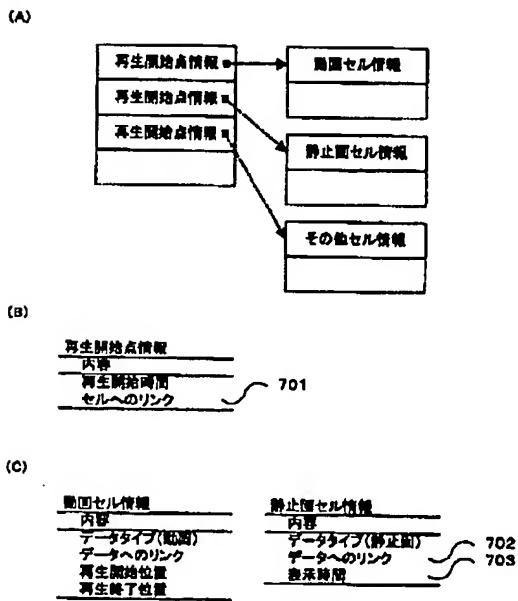 (A)
再生開始点情報
動画セル情報
再生開始点情報
再生開始点情報
静止画セル情報
その他セル情報
(B)
再生開始点情報
内容
再生開始時間
セルへのリンク
701
(C)
動画セル情報
内容
データタイプ(動画)
データへのリンク
再生開始位置
再生終了位置
静止画セル情報
内容
データタイプ(静止画)
データへのリンク
表示時間
702
703